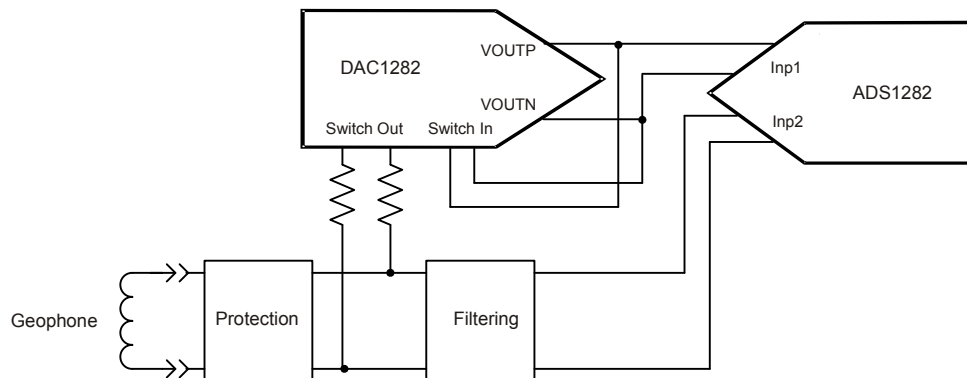 VOUTP
DAC1282
Inp1
ADS1282
VOUTN
Inp2
Switch Out Switch In
Geophone
Protection
Filtering